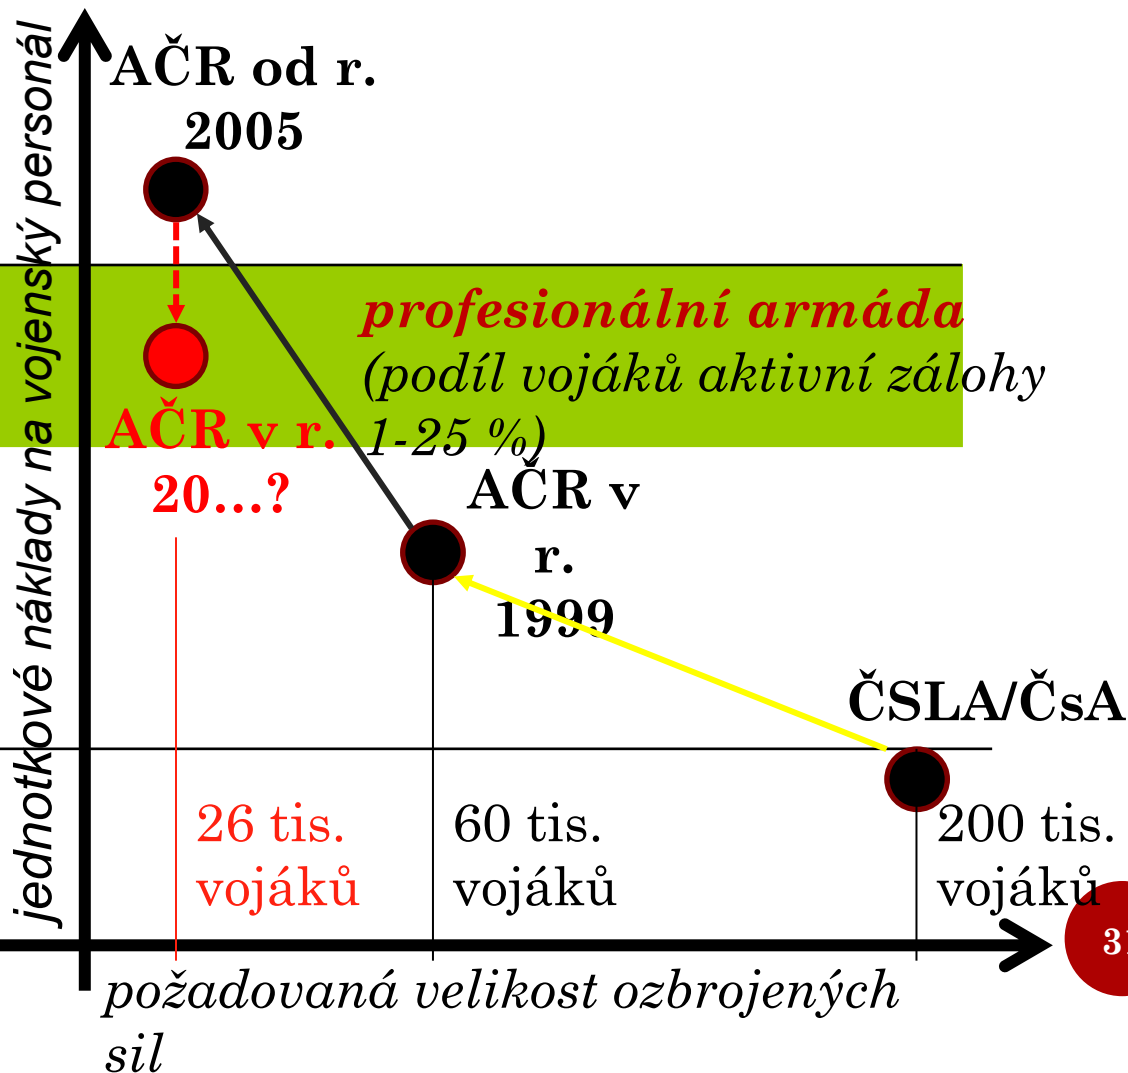 jednotkové náklady na vojenský personál
AČR od r.
2005
profesionální armáda
(podíl vojáků aktivní zálohy
1-25 %)
AČR v r.
20...?
AČR v
r.
1999
ČSLA/ČsA
26 tis.
vojáků
60 tis.
vojáků
200 tis.
vojáků
požadovaná velikost ozbrojených
sil